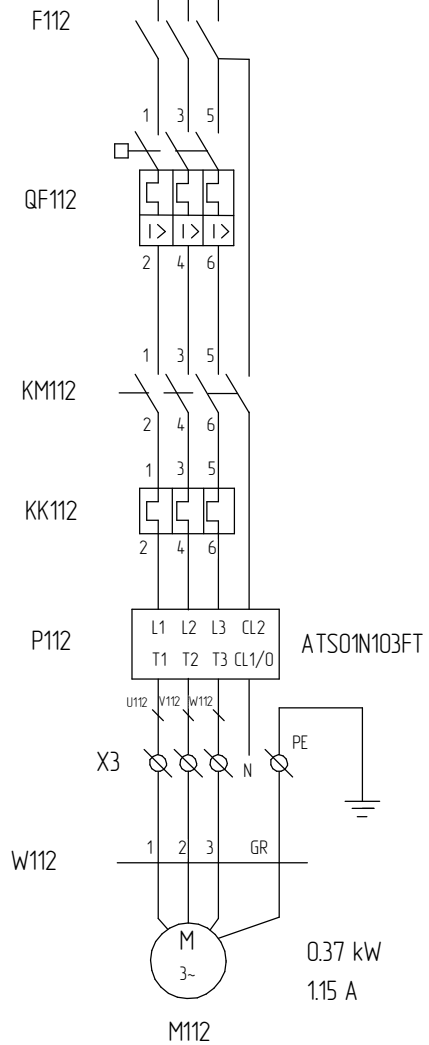 F112
1 3 5
QF112
I> I> I>
2 4 6
1 3 5
KM112
2 4 6
1 3 5
KK112
2 4 6
L1 L2 L3 CL2
P112
ATS01N103FT
T1 T2 T3 CL1/0
U112 V112 W112
PE
X3
N
1 2 3 GR
W112
M
3~
0.37 kW
1.15 A
M112